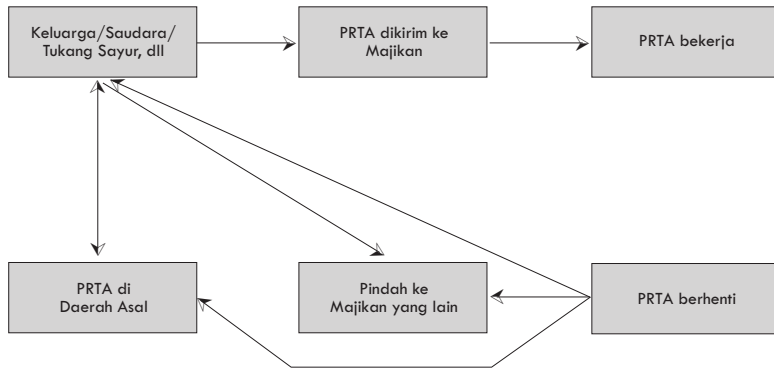 Keluarga/Saudara/
Tukang Sayur, dll
PRTA dikirim ke
Majikan
PRTA bekerja
PRTA di
Daerah Asal
Pindah ke
Majikan yang lain
PRTA berhenti